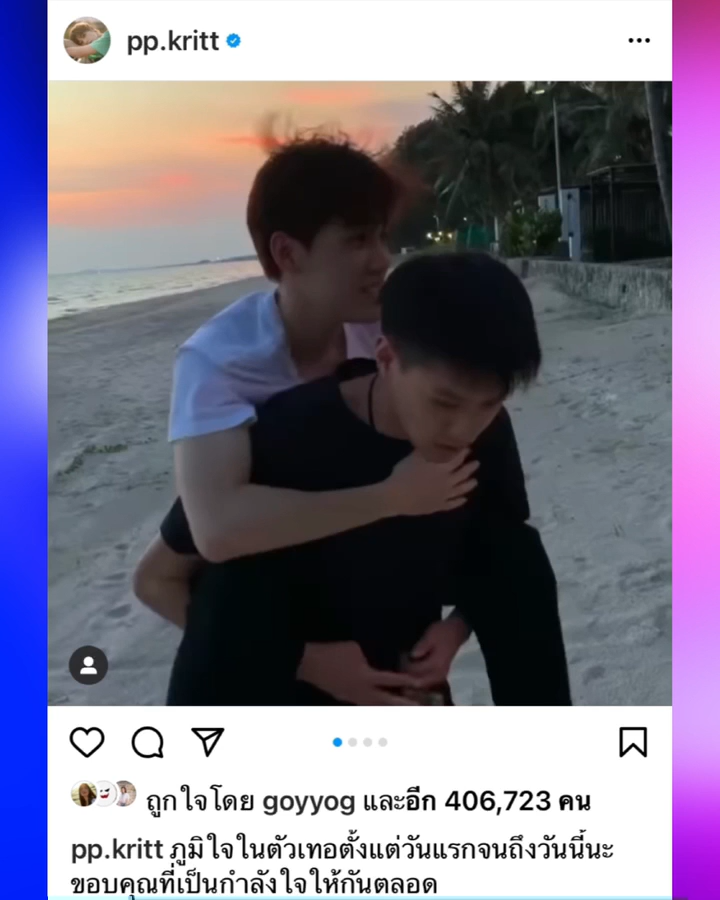 pp.kritt
ถูกใจโดย goyyog และอีก 406,723 คน
pp.kritt ภูมิใจในตัวเทอตั้งแต่วันแรกจนถึงวันนี้นะ
ขอบคุณที่เป็นกำลังใจให้กันตลอด